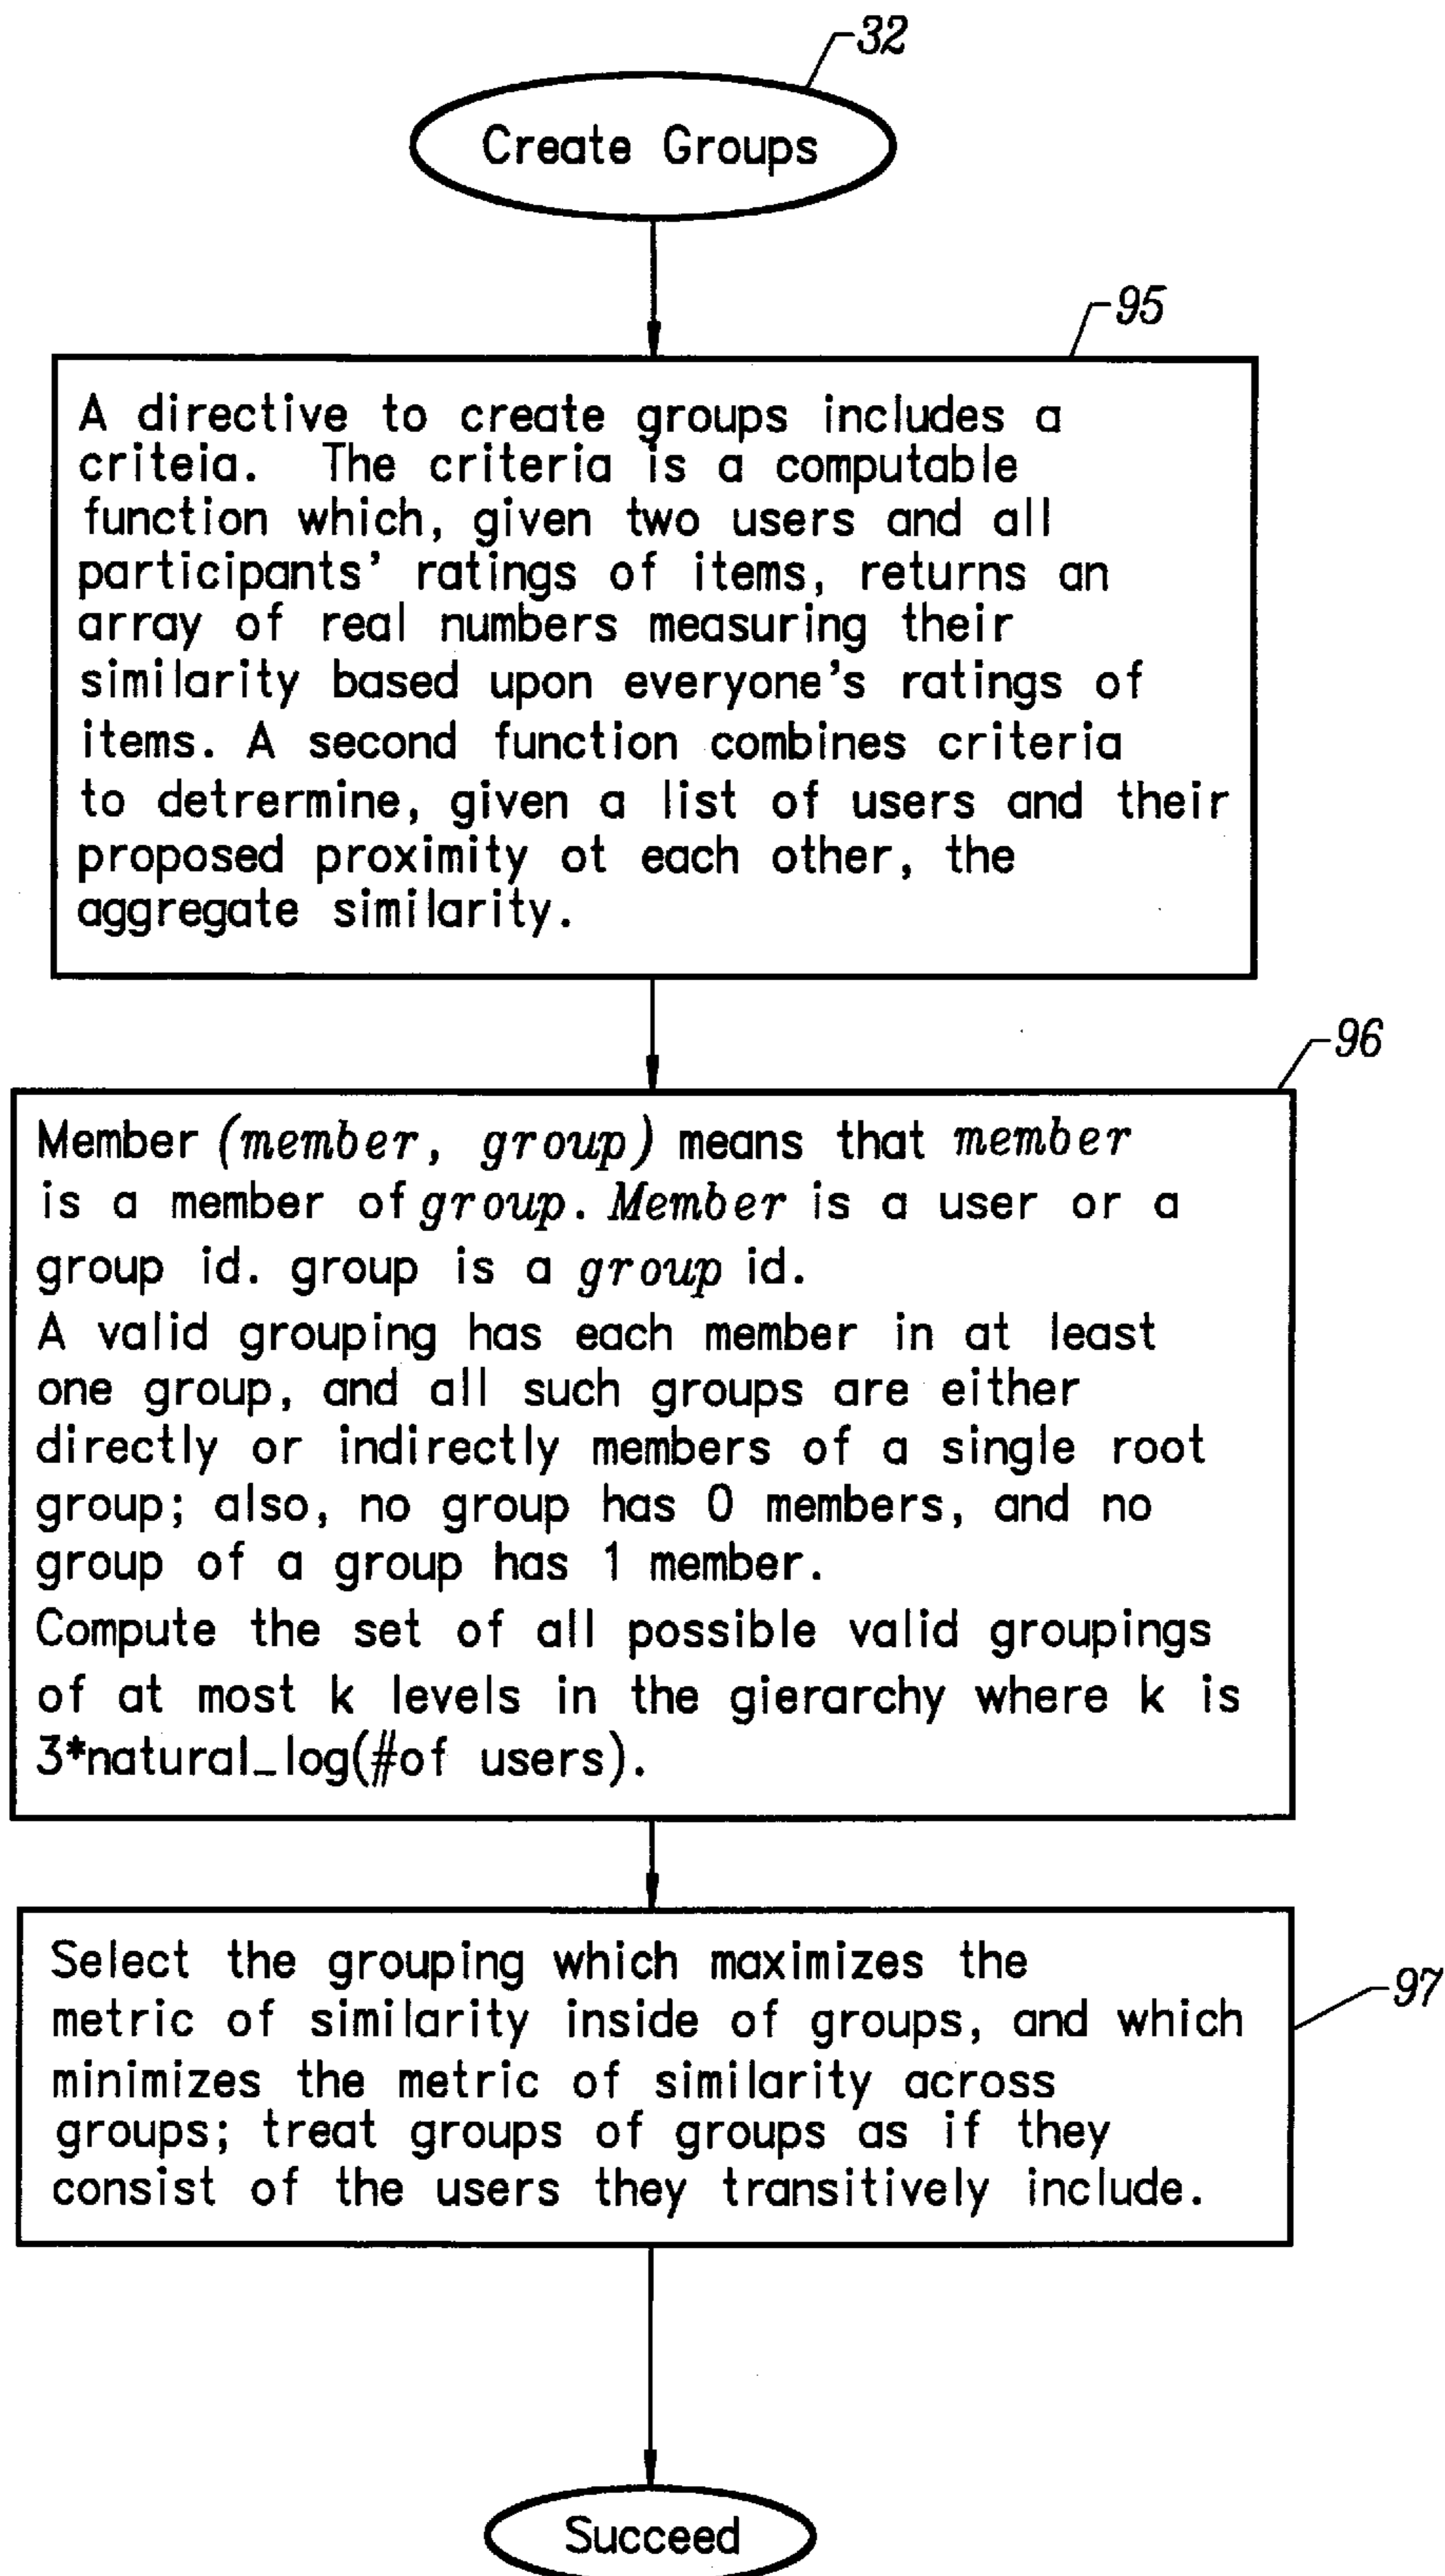 32
Create Groups
95
A directive to create groups includes a
criteia. The criteria is a computable
function which, given two users and all
participants' ratings of items, returns an
array of real numbers measuring their
similarity based upon everyone's ratings of
items. A second function combines criteria
to detrermine, given a list of users and their
proposed proximity ot each other, the
aggregate similarity.
96
Member (member, group) means that member
is a member of group. Member is a user or a
group id. group is a group id.
A valid grouping has each member in at least
one group, and all such groups are either
directly or indirectly members of a single root
group; also, no group has 0 members, and no
group of a group has 1 member.
Compute the set of all possible valid groupings
of at most k levels in the gierarchy where k is
3*natural_log(#of users).
97
Select the grouping which maximizes the
metric of similarity inside of groups, and which
minimizes the metric of similarity across
groups; treat groups of groups as if they
consist of the users they transitively include.
Succeed